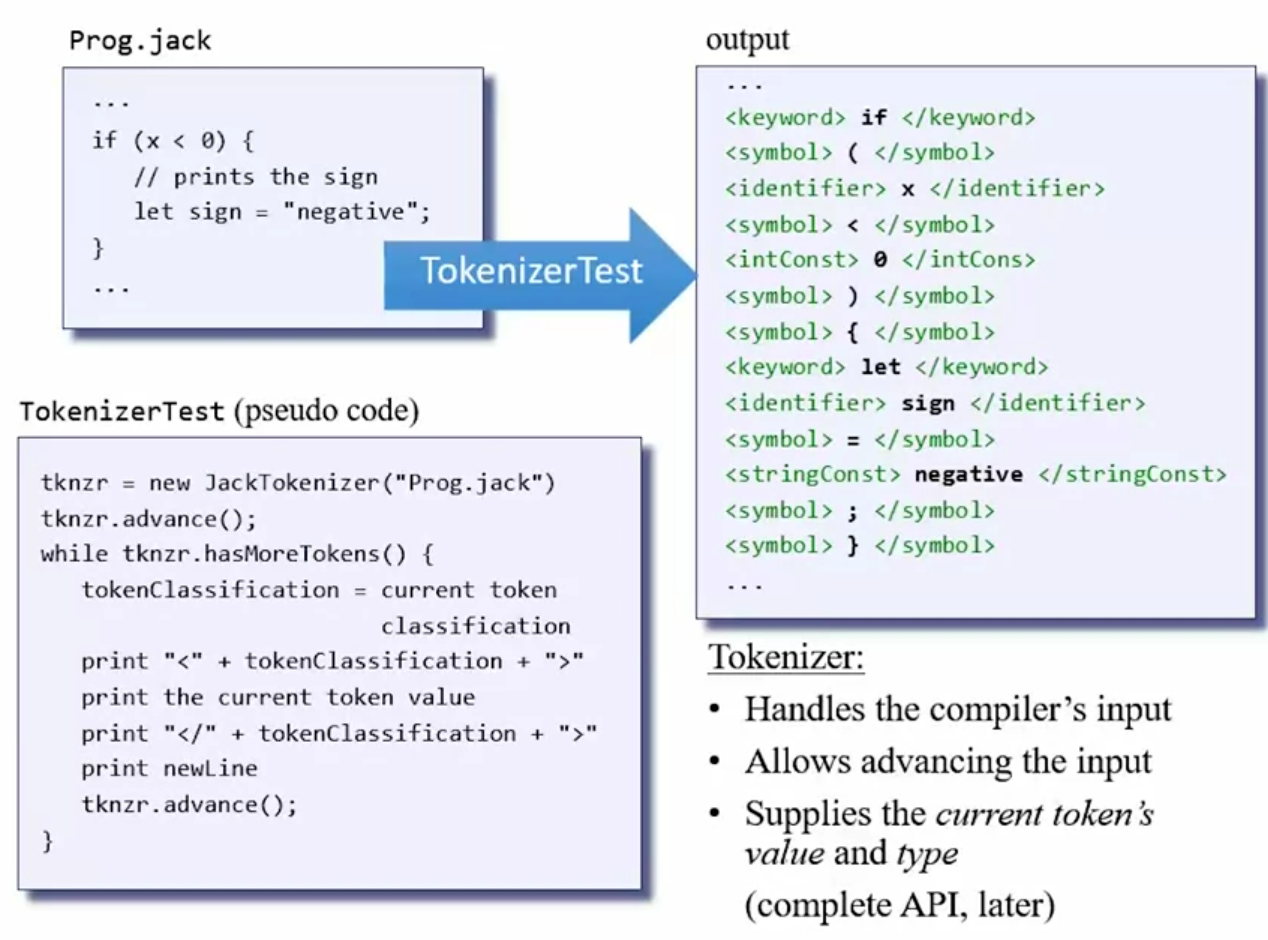 Prog.jack
...
if (x < 0) {
// prints the sign
let sign = "negative";
}
...
TokenizerTest
output
...
<keyword> if </keyword>
<symbol> ( </symbol>
<identifier> x </identifier>
<symbol> < </symbol>
<intConst> 0 </intCons>
<symbol> ) </symbol>
<symbol> { </symbol>
<keyword> let </keyword>
<identifier> sign </identifier>
<symbol> = </symbol>
<stringConst> negative </stringConst>
<symbol> ; </symbol>
<symbol> } </symbol>
...
TokenizerTest (pseudo code)
tknzr = new JackTokenizer("Prog.jack")
tknzr.advance();
while tknzr.hasMoreTokens() {
tokenClassification = current token
classification
print "<" + tokenClassification + ">"
print the current token value
print "</" + tokenClassification + ">"
print newLine
tknzr.advance();
}
Tokenizer:
• Handles the compiler's input
• Allows advancing the input
• Supplies the current token's
value and type
(complete API, later)